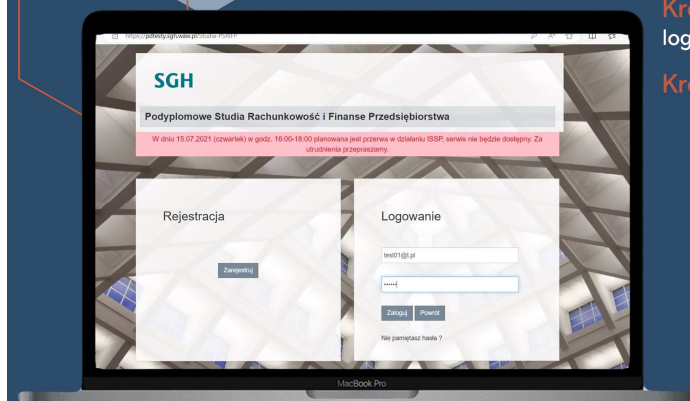 https://pdtesty.sgh.waw.pl/Studia-PSRiFP
SGH
Podyplomowe Studia Rachunkowość i Finanse Przedsiębiorstwa
W dniu 15.07.2021 (czwartek) w godz. 16:00-18:00 planowana jest przerwa w działaniu ISSP, serwis nie będzie dostępny. Za
utrudnienia przepraszamy.
Rejestracja
Zarejestruj
Logowanie
test01@t.pl
Zaloguj Powrót
Nie pamiętasz hasła ?
MacBook Pro
Kro
log
Kro